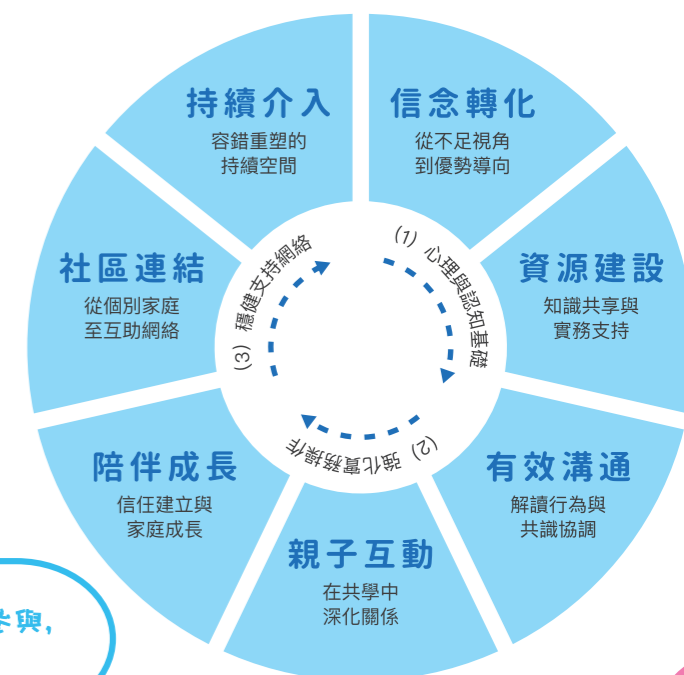 信念轉化
從不足視角
到優勢導向
資源建設
知識共享與
實務支持
有效溝通
解讀行為與
共識協調
親子互動
在共學中
深化關係
陪伴成長
信任建立與
家庭成長
社區連結
從個別家庭
至互助網絡
持續介入
容錯重塑的
持續空間
(1) 心理與認知基礎
(2) 強化實務操作
(3) 穩健支持網絡
與,